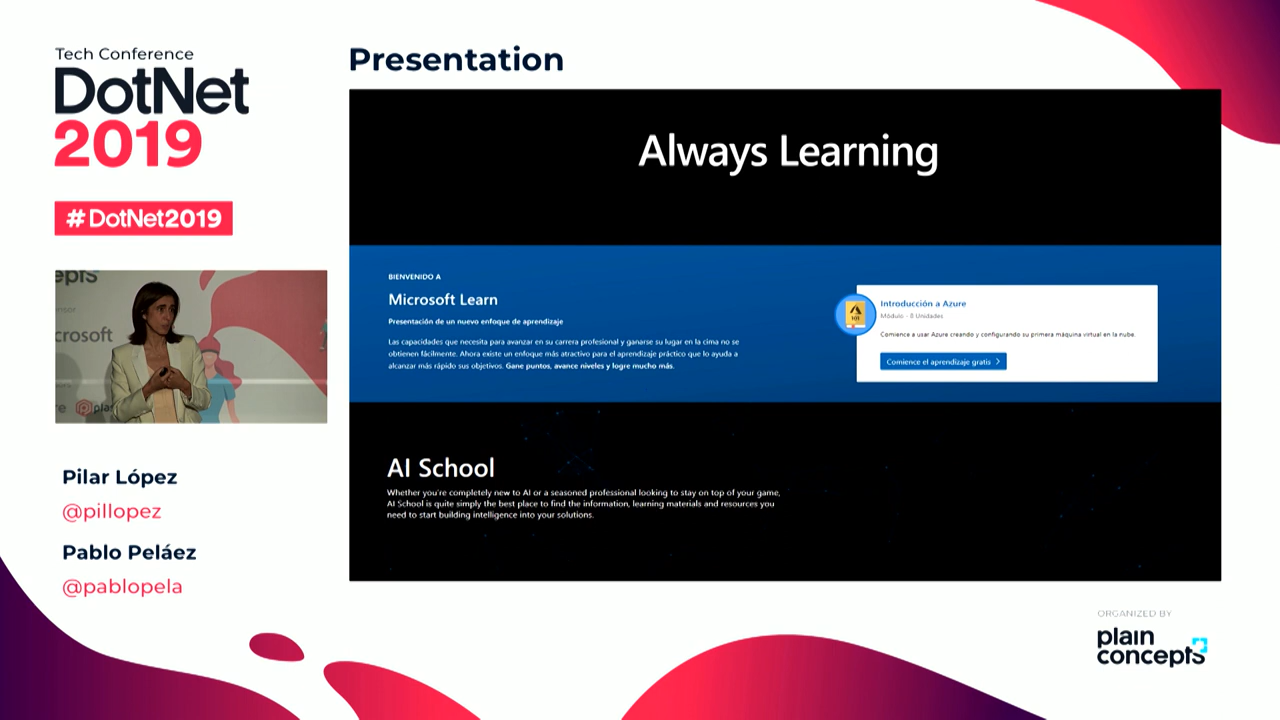 Tech Conference
DotNet
2019
#DotNet2019
Presentation
Always Learning
BIENVENIDO A
Microsoft Learn
Presentación de un nuevo enfoque de aprendizaje
Las capacidades que necesita para avanzar en su carrera profesional y ganarse su lugar en la cima no se
obtienen fácilmente. Ahora existe un enfoque más atractivo para el aprendizaje práctico que lo ayuda a
alcanzar más rápido sus objetivos. Gane puntos, avance niveles y logre mucho más.
Introducción a Azure
Módulo - 8 Unidades
Comience a usar Azure creando y configurando su primera máquina virtual en la nube.
Comience el aprendizaje gratis
AI School
Whether you're completely new to AI or a seasoned professional looking to stay on top of your game,
AI School is quite simply the best place to find the information, learning materials and resources you
need to start building intelligence into your solutions.
epts
crosoft
plai
Pilar López
@pillopez
Pablo Peláez
@pablopela
ORGANIZED BY
plain
concepts